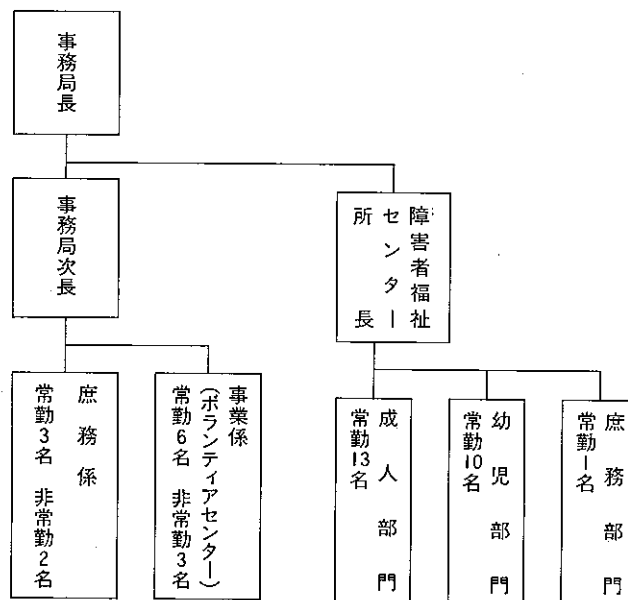 事務局長
事務局次長
障害者福祉
センター
所長
庶務係
常勤3名 非常勤2名
事業係
(ボランティアセンター)
常勤6名 非常勤3名
成人部門
常勤13名
幼児部門
常勤10名
庶務部門
常勤1名